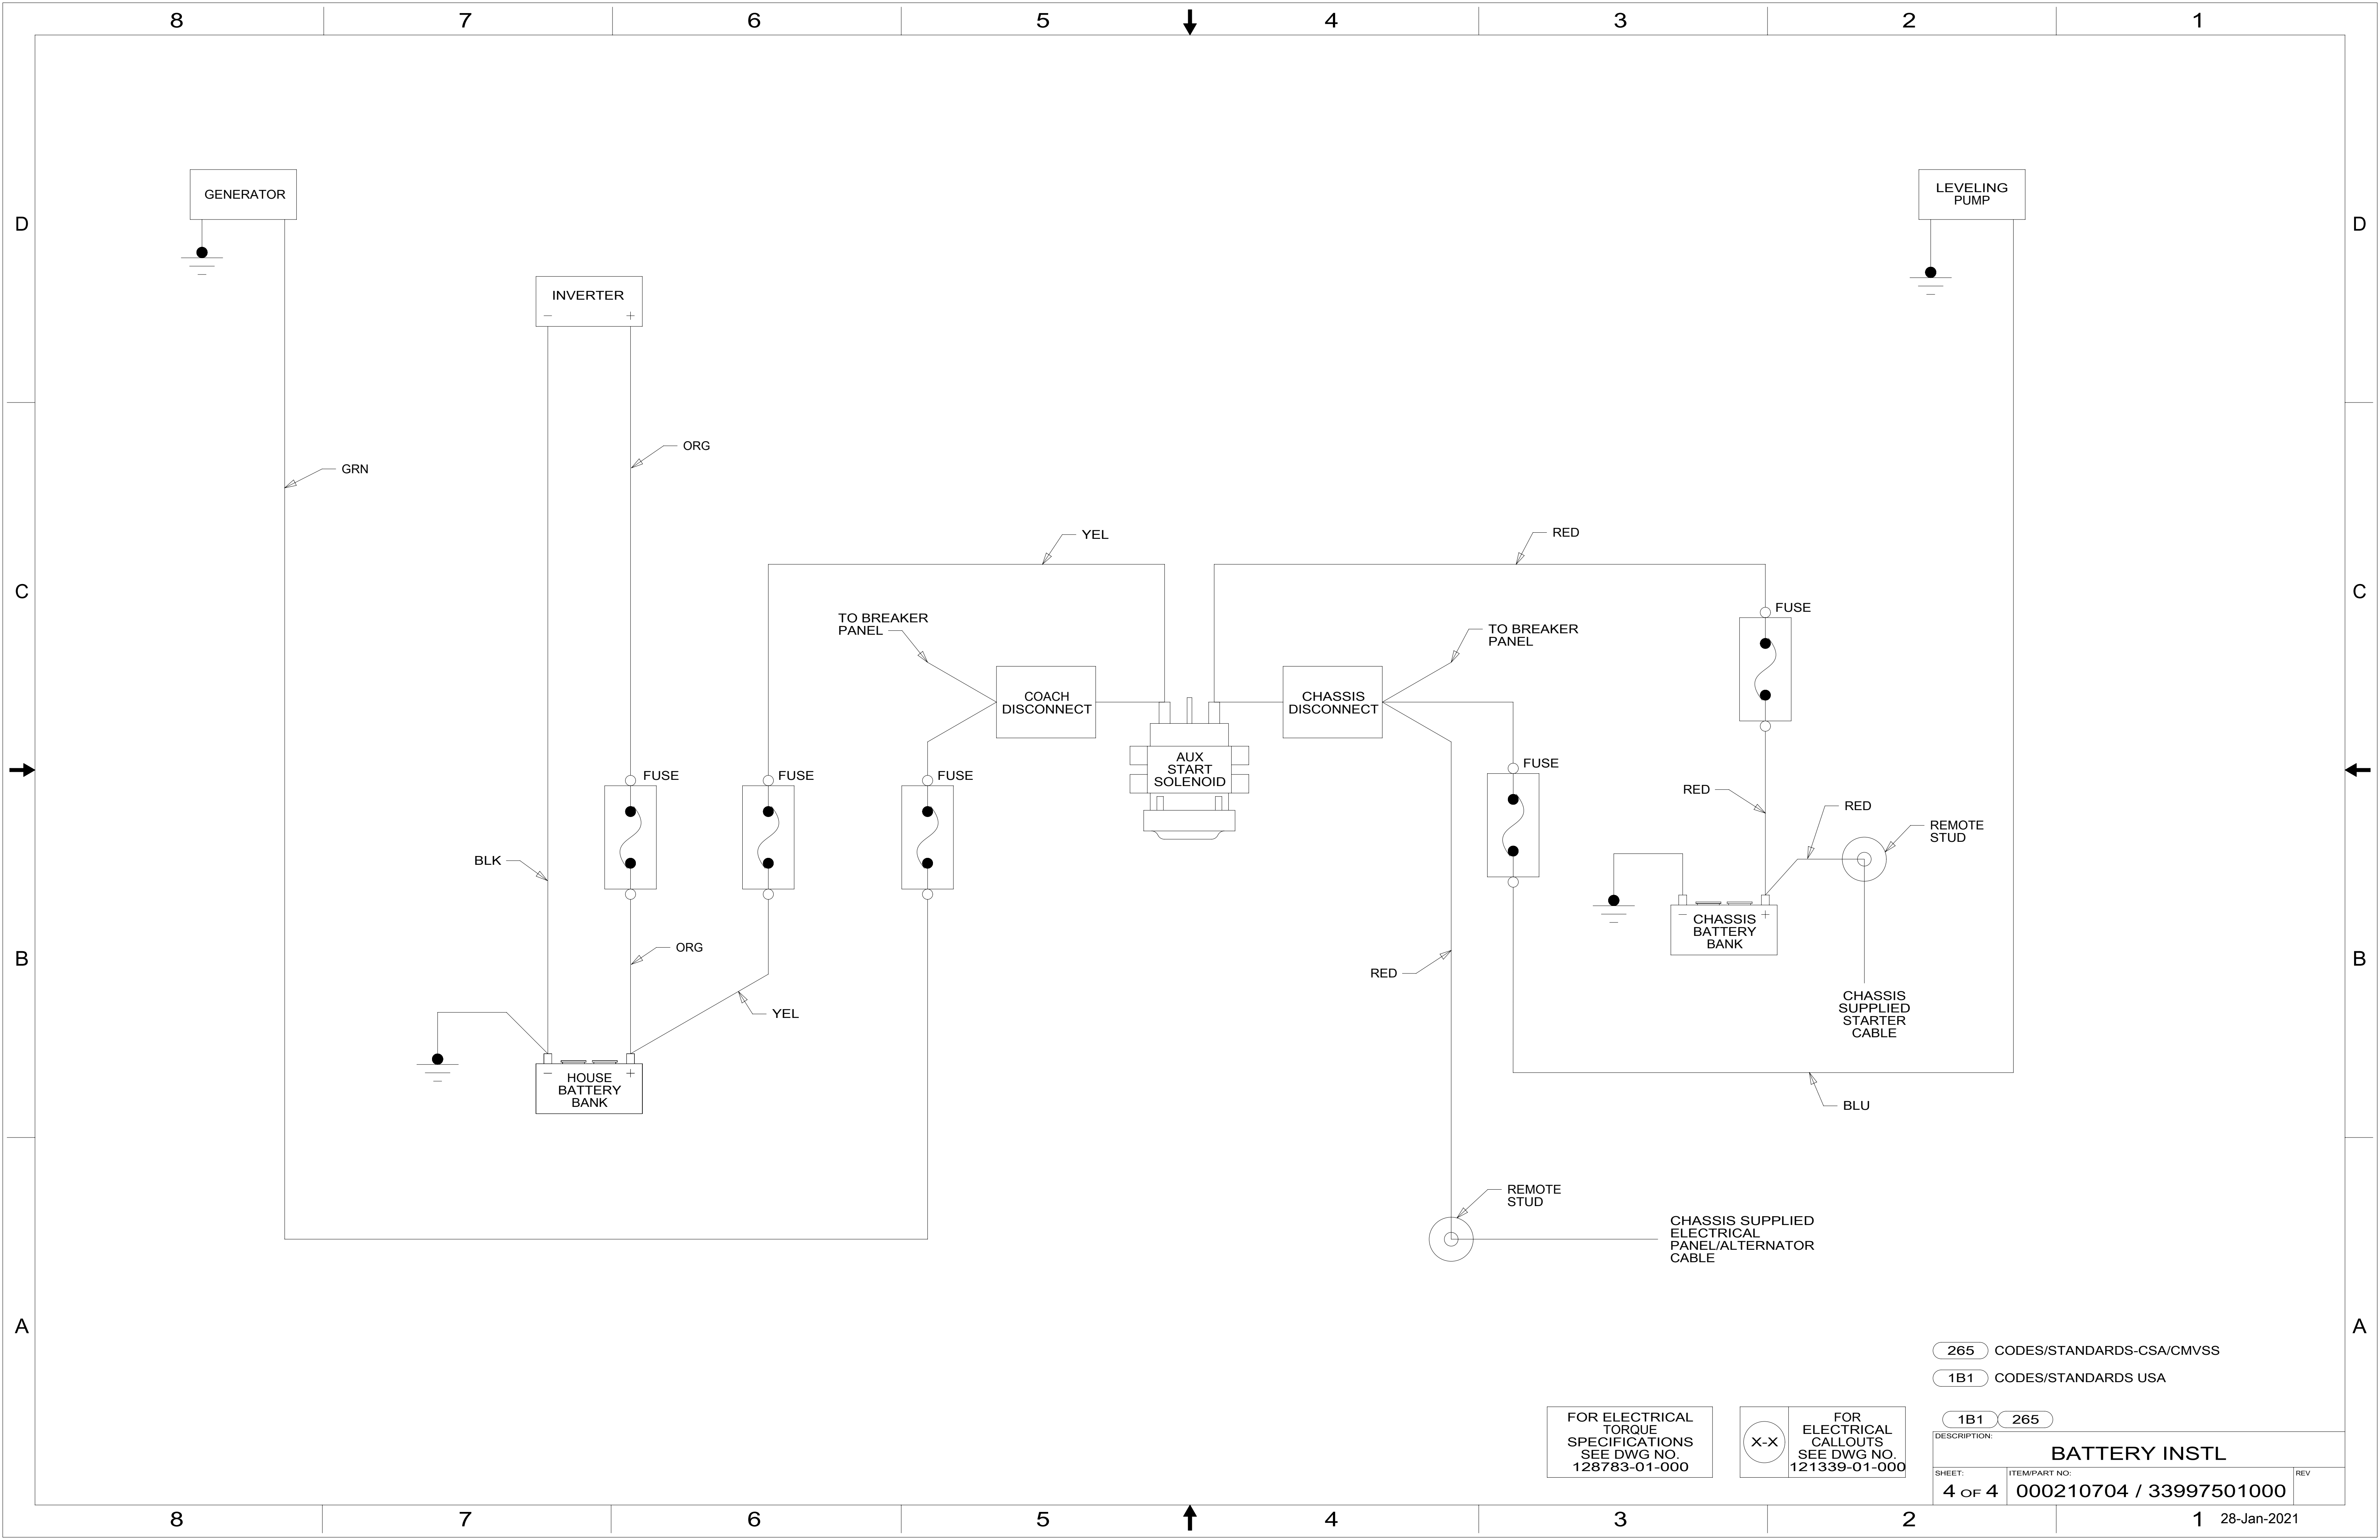 8 7 6 5 4 3 2 1
GENERATOR
LEVELING
PUMP
D
D
INVERTER
− +
ORG
GRN
YEL
RED
C
C
TO BREAKER
PANEL
FUSE
TO BREAKER
PANEL
COACH
DISCONNECT
CHASSIS
DISCONNECT
AUX
START
SOLENOID
FUSE
FUSE
FUSE
FUSE
RED
RED
REMOTE
STUD
BLK
− +
CHASSIS
BATTERY
BANK
ORG
B
B
RED
YEL
CHASSIS
SUPPLIED
STARTER
CABLE
− +
HOUSE
BATTERY
BANK
BLU
REMOTE
STUD
CHASSIS SUPPLIED
ELECTRICAL
PANEL/ALTERNATOR
CABLE
A
A
265 CODES/STANDARDS-CSA/CMVSS
1B1 CODES/STANDARDS USA
FOR ELECTRICAL
TORQUE
SPECIFICATIONS
SEE DWG NO.
128783-01-000
X-X
FOR
ELECTRICAL
CALLOUTS
SEE DWG NO.
121339-01-000
1B1 265
DESCRIPTION:
BATTERY INSTL
SHEET:
4 OF 4
ITEM/PART NO:
000210704 / 33997501000
REV
8 7 6 5 4 3 2 1
28-Jan-2021